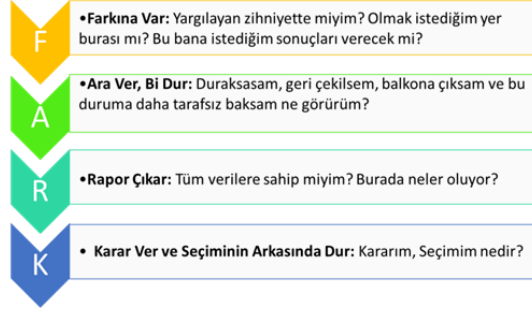 F
•Farkına Var: Yargılayan zihniyette miyim? Olmak istediğim yer
burası mı? Bu bana istediğim sonuçları verecek mi?
A
•Ara Ver, Bi Dur: Duraksasam, geri çekilsem, balkona çıksam ve bu
duruma daha tarafsız baksam ne görürüm?
R
•Rapor Çıkar: Tüm verilere sahip miyim? Burada neler oluyor?
K
• Karar Ver ve Seçiminin Arkasında Dur: Kararım, Seçimim nedir?